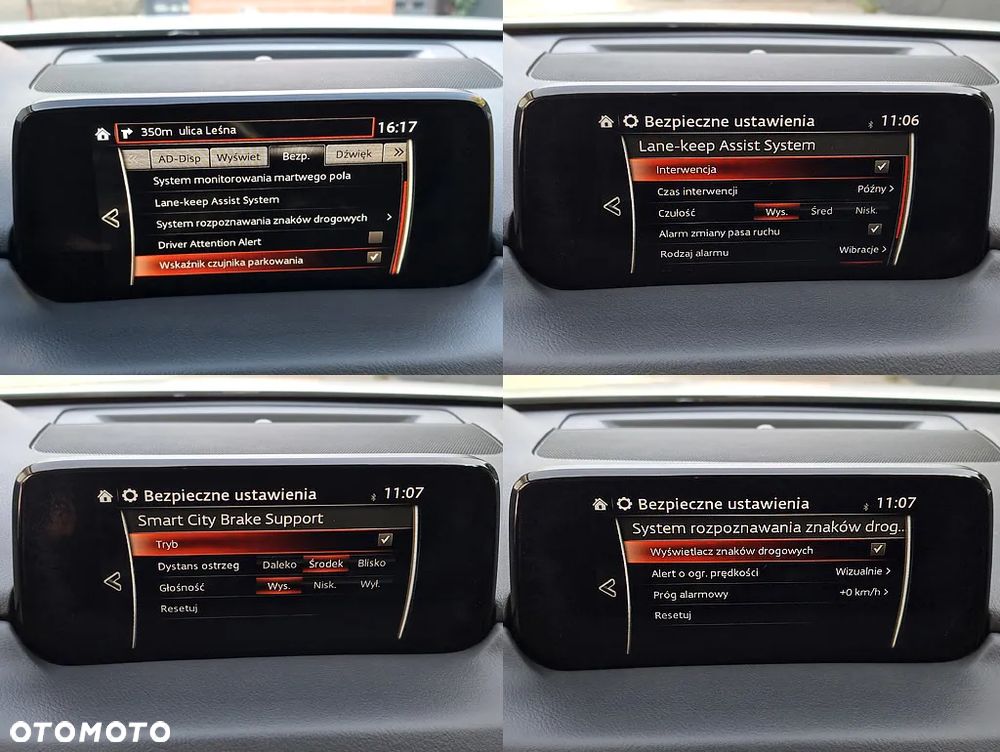 350m ulica Leśna 16:17
AD-Disp Wyświet Bezp. Dźwięk >>
System monitorowania martwego pola
Lane-keep Assist System
System rozpoznawania znaków drogowych >
Driver Attention Alert
Wskaźnik czujnika parkowania
Bezpieczne ustawienia 11:06
Lane-keep Assist System
Interwencja
Czas interwencji Późny >
Czułość Wys. Śred Nisk.
Alarm zmiany pasa ruchu
Rodzaj alarmu Wibracje >
Bezpieczne ustawienia 11:07
Smart City Brake Support
Tryb
Dystans ostrzeg Daleko Środek Blisko
Głośność Wys. Nisk. Wył.
Resetuj
Bezpieczne ustawienia 11:07
System rozpoznawania znaków drog..
Wyświetlacz znaków drogowych
Alert o ogr. prędkości Wizualnie >
Próg alarmowy +0 km/h >
Resetuj
OTOMOTO